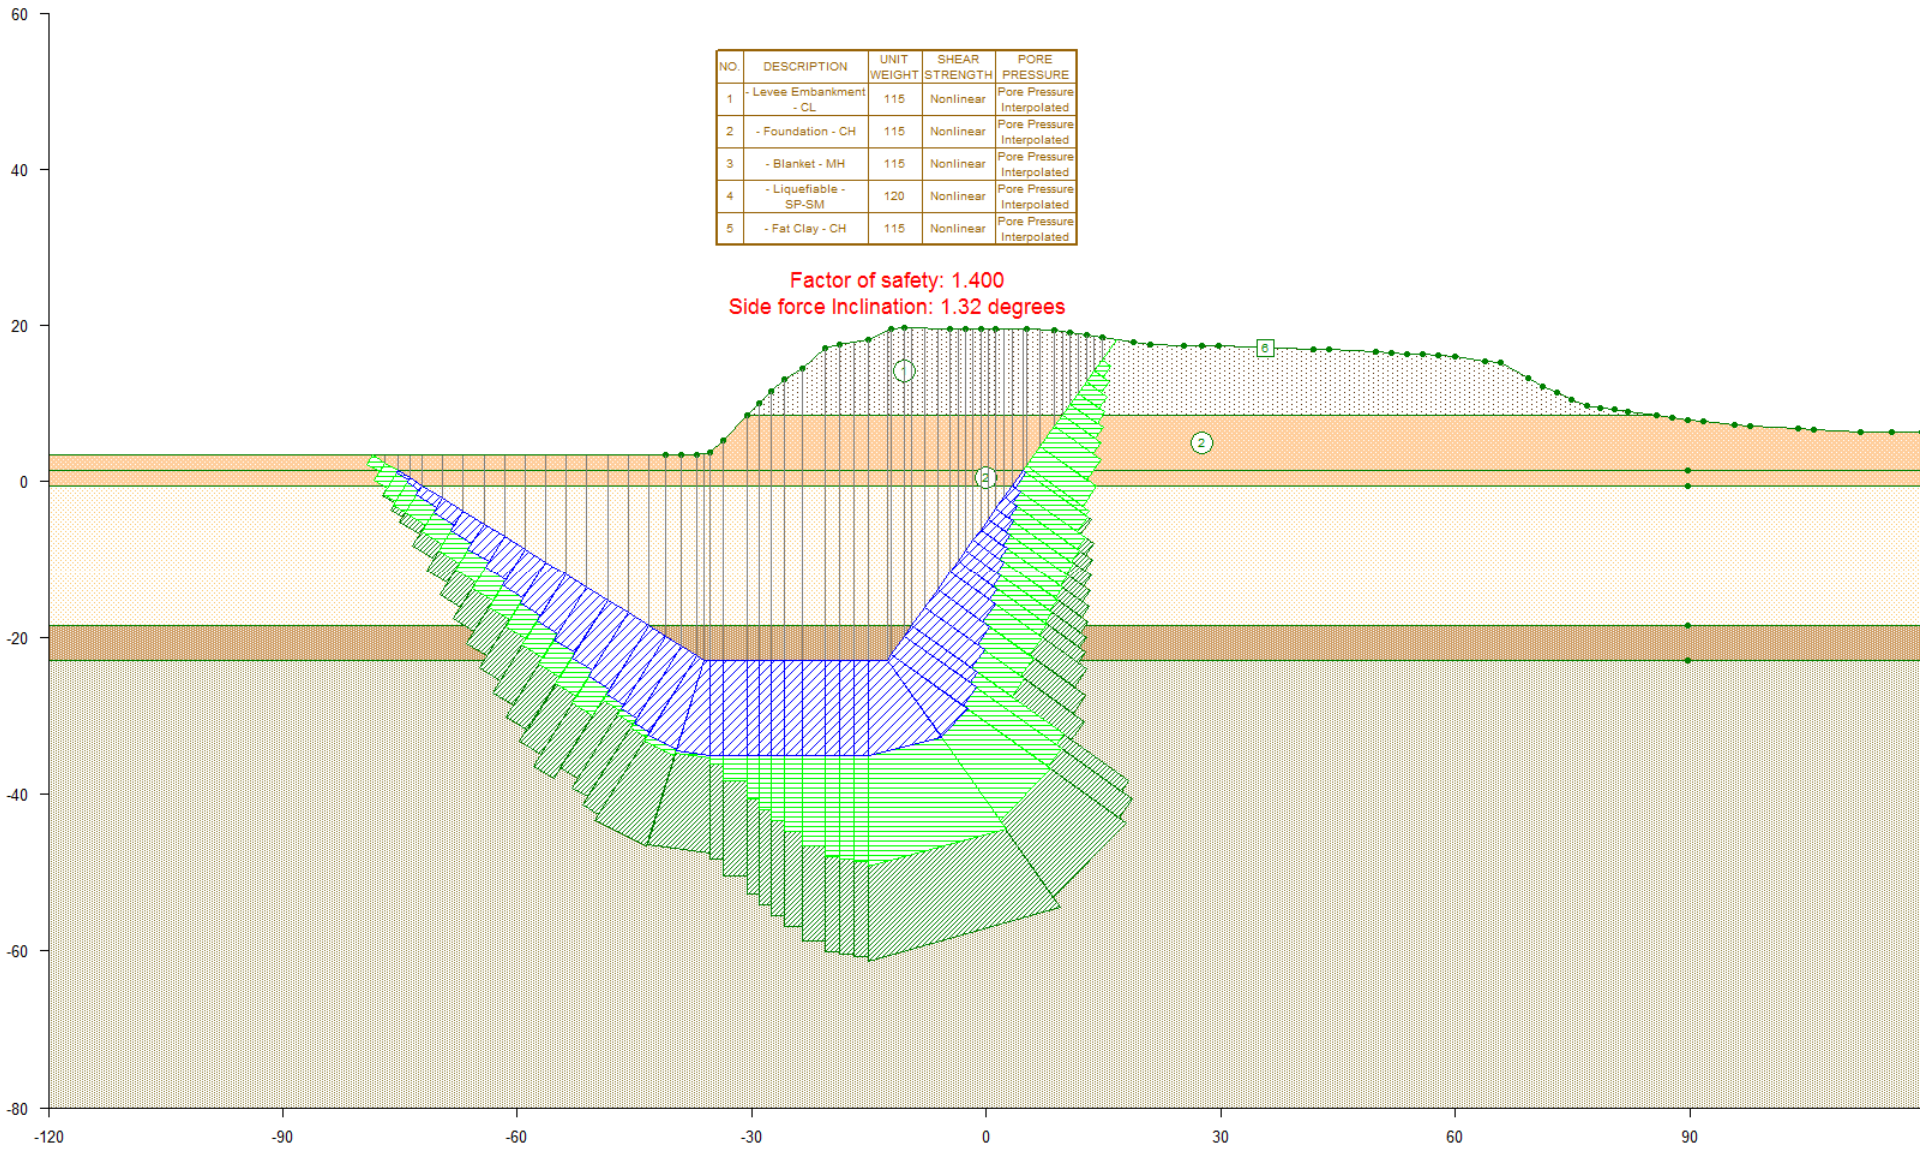 60
40
20
0
-20
-40
-60
-80
-120
-90
-60
-30
0
30
60
90
NO. DESCRIPTION UNIT WEIGHT SHEAR STRENGTH PORE PRESSURE
1 - Levee Embankment - CL 115 Nonlinear Pore Pressure Interpolated
2 - Foundation - CH 115 Nonlinear Pore Pressure Interpolated
3 - Blanket - MH 115 Nonlinear Pore Pressure Interpolated
4 - Liquefiable - SP-SM 120 Nonlinear Pore Pressure Interpolated
5 - Fat Clay - CH 115 Nonlinear Pore Pressure Interpolated
Factor of safety: 1.400
Side force Inclination: 1.32 degrees
6
1
2
2